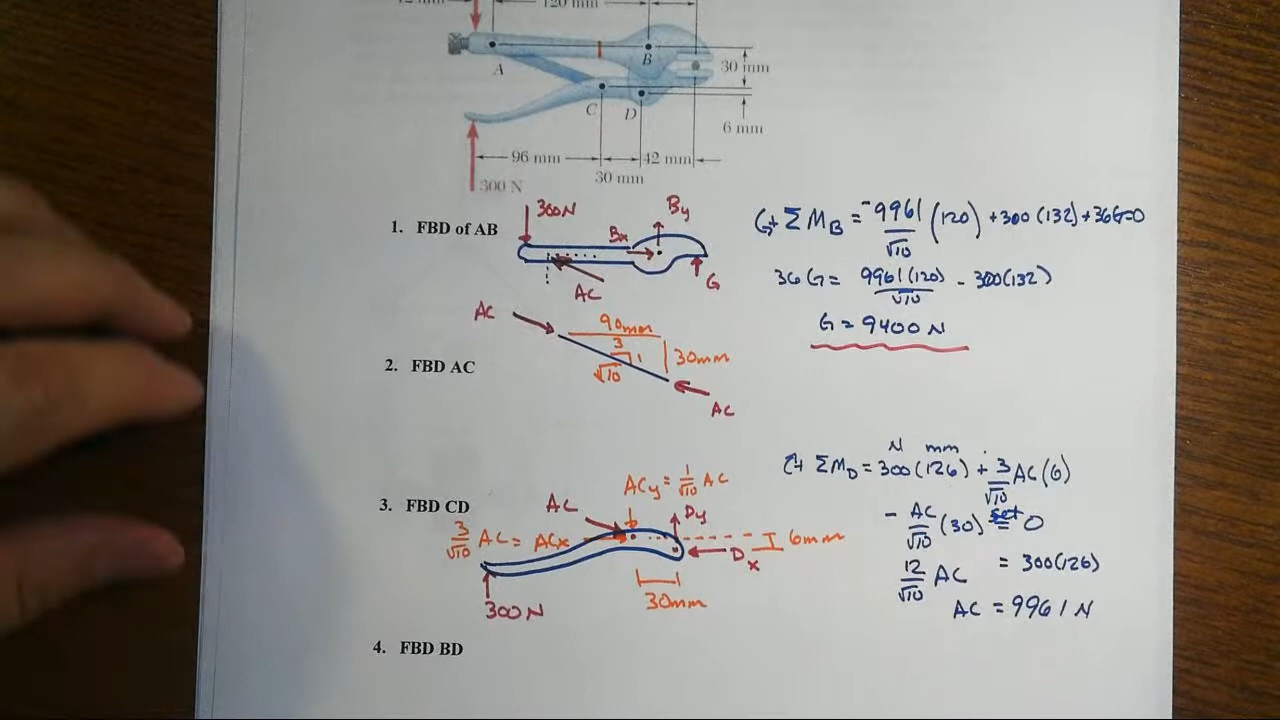 120 mm
A
B
30 mm
C
D
6 mm
96 mm
42 mm
30 mm
300 N
1. FBD of AB
300N
By
Bx
AC
G
↺+ ΣM_B = -9961/√10 (120) + 300(132) + 36G=0
36G = 9961(120)/√10 - 300(132)
G = 9400 N
2. FBD AC
AC
90mm
3
1
√10
30mm
AC
3. FBD CD
ACy = 1/√10 AC
AC
Dy
3/√10 AC = ACx
6mm
Dx
30mm
300N
N mm
↻+ ΣM_D = 300(126) + 3/√10 AC(6)
- AC/√10 (30) set= 0
12/√10 AC = 300(126)
AC = 9961 N
4. FBD BD